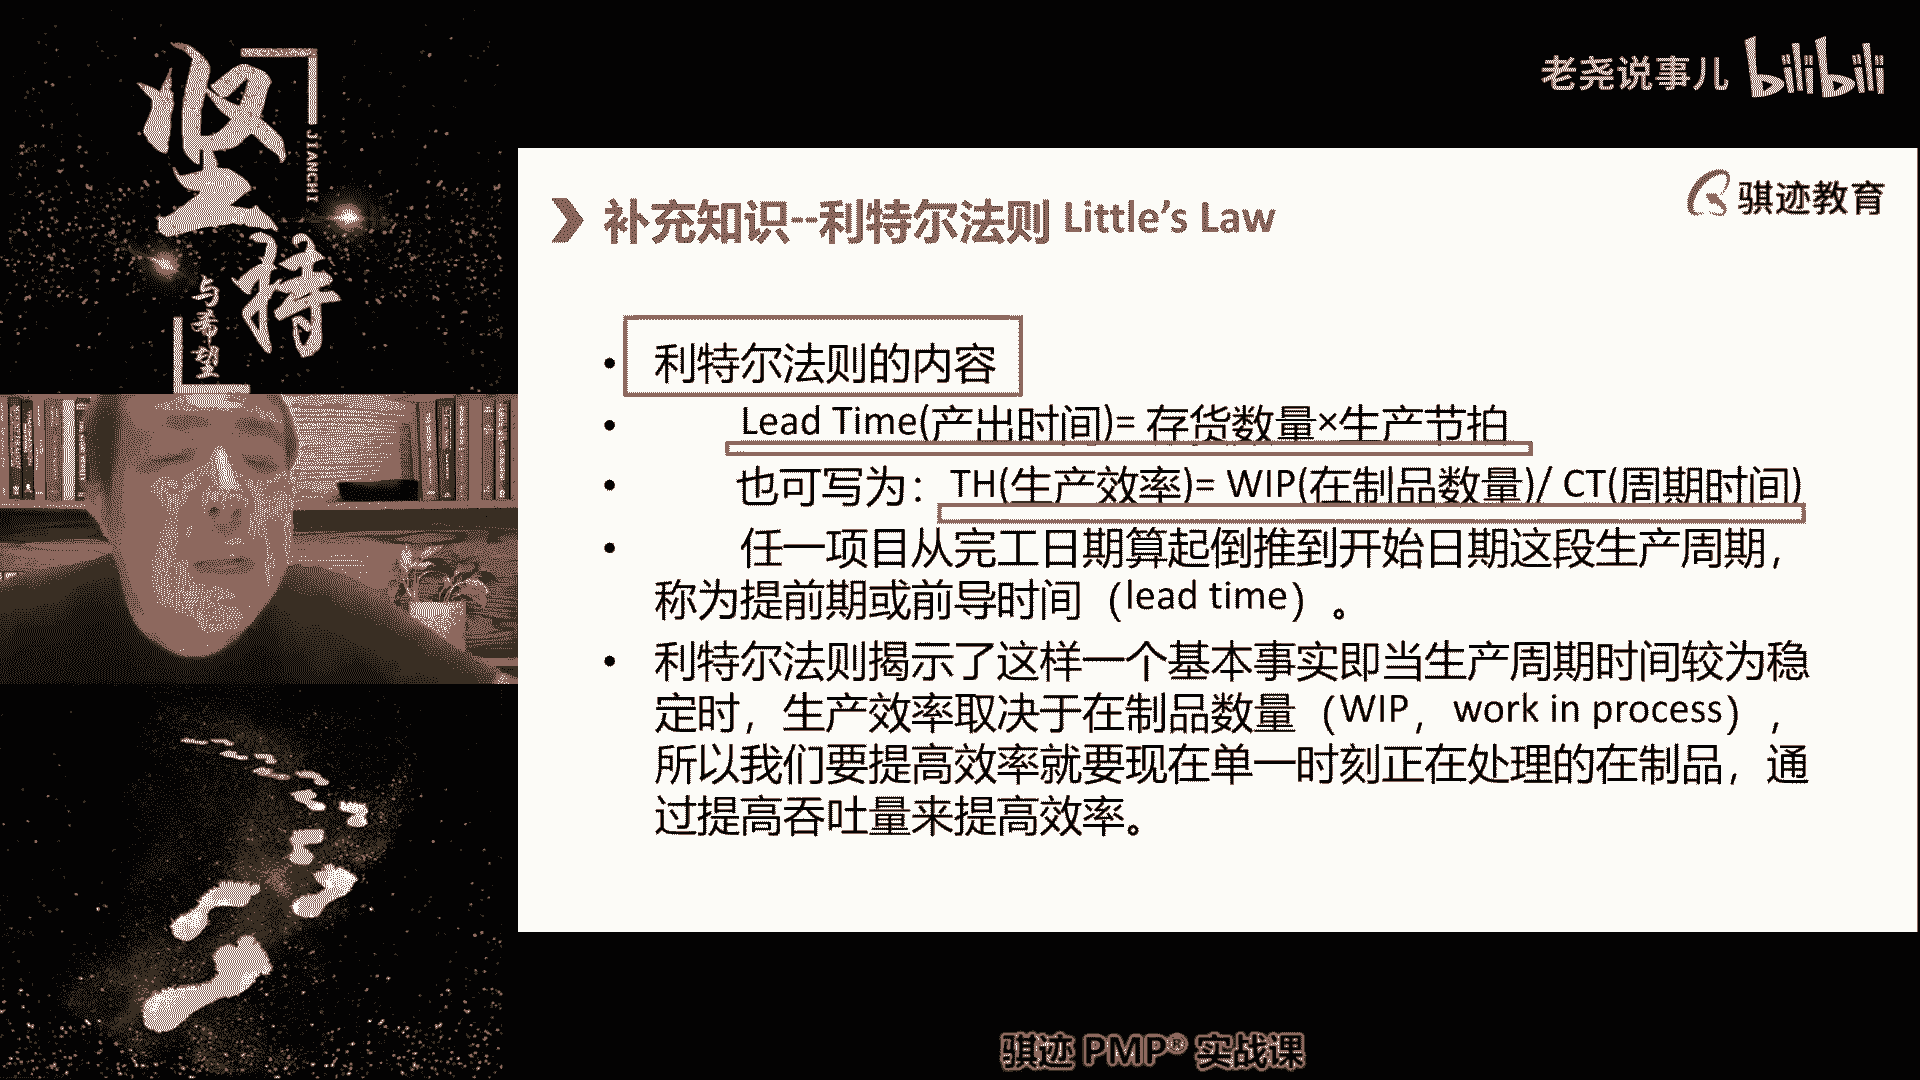 坚持
JIANCHI
与希望
老尧说事儿 bilibili
骐迹教育
补充知识--利特尔法则 Little’s Law
• 利特尔法则的内容
• Lead Time(产出时间)= 存货数量×生产节拍
• 也可写为：TH(生产效率)= WIP(在制品数量)/ CT(周期时间)
• 任一项目从完工日期算起倒推到开始日期这段生产周期，
称为提前期或前导时间（lead time）。
• 利特尔法则揭示了这样一个基本事实即当生产周期时间较为稳
定时，生产效率取决于在制品数量（WIP，work in process），
所以我们要提高效率就要现在单一时刻正在处理的在制品，通
过提高吞吐量来提高效率。
骐迹 PMP® 实战课